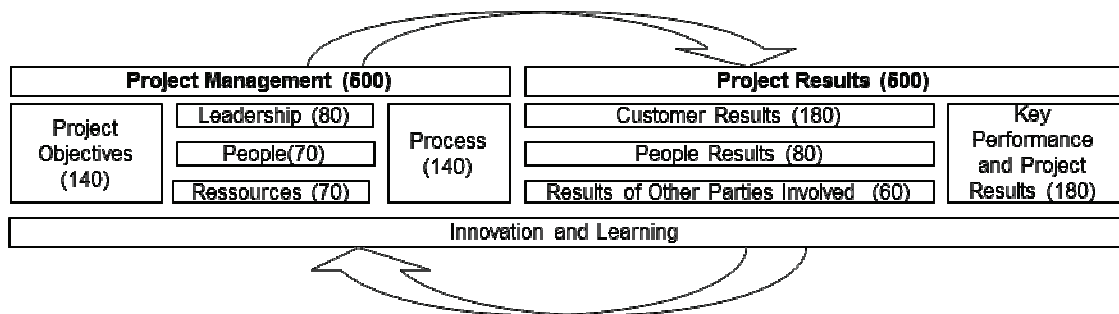 Project Management (500)
Project Results (500)
Project
Objectives
(140)
Leadership (80)
People(70)
Ressources (70)
Process
(140)
Customer Results (180)
People Results (80)
Results of Other Parties Involved (60)
Key
Performance
and Project
Results (180)
Innovation and Learning